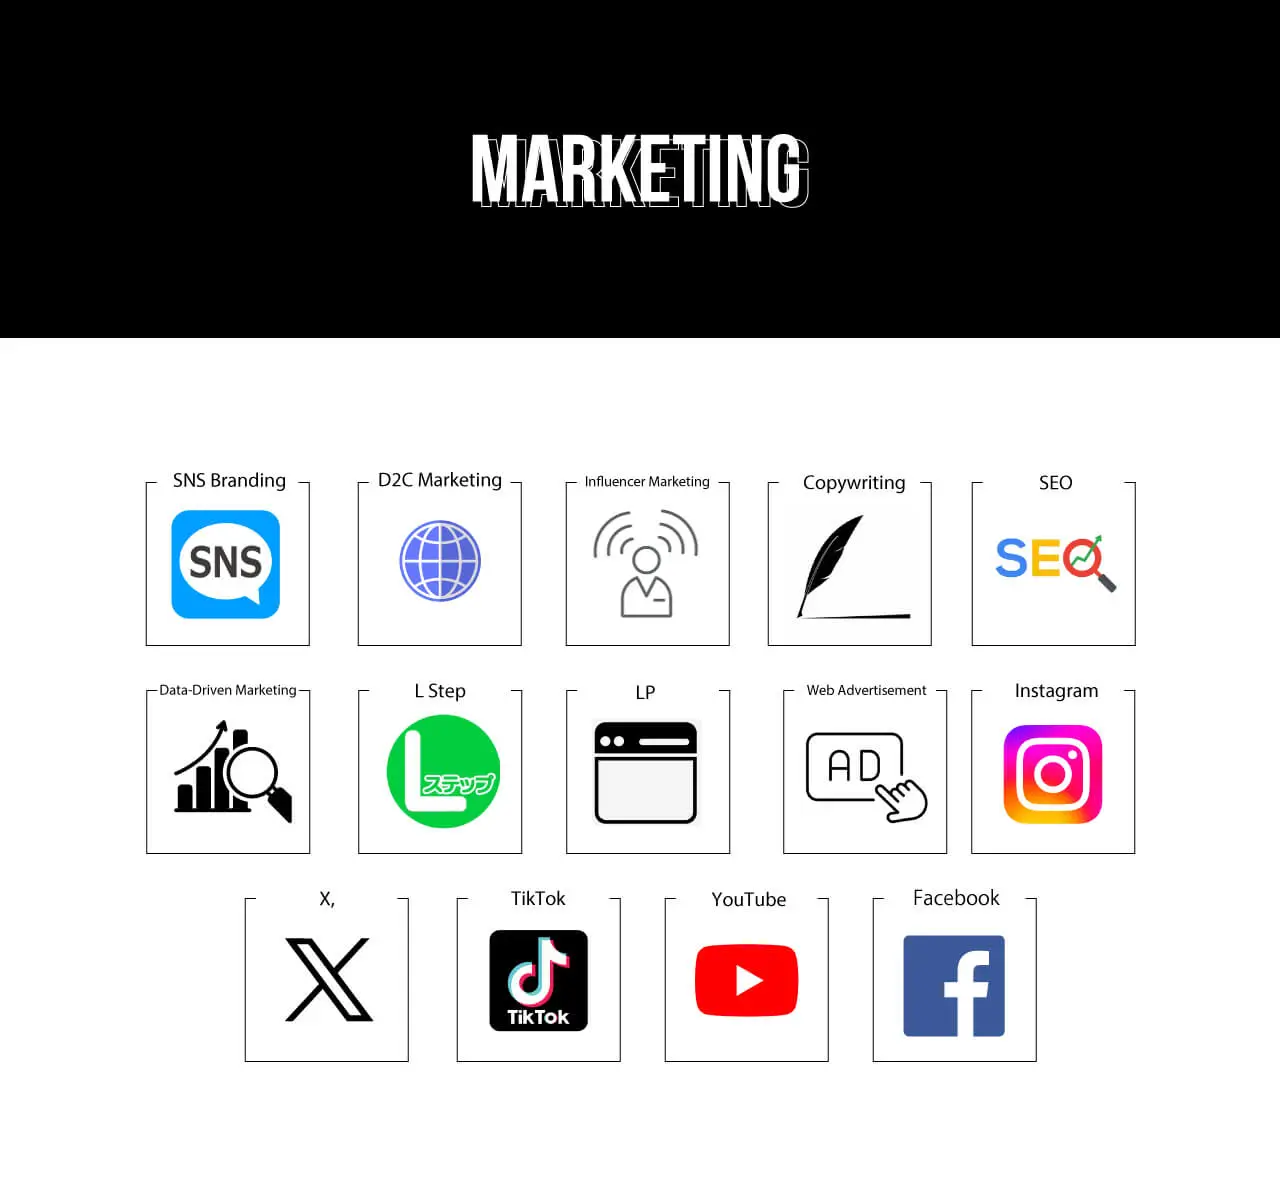 MARKETING
SNS Branding
D2C Marketing
Influencer Marketing
Copywriting
SEO
SNS
SEO
Data-Driven Marketing
L Step
LP
Web Advertisement
Instagram
Lステップ
AD
X,
TikTok
YouTube
Facebook
TikTok